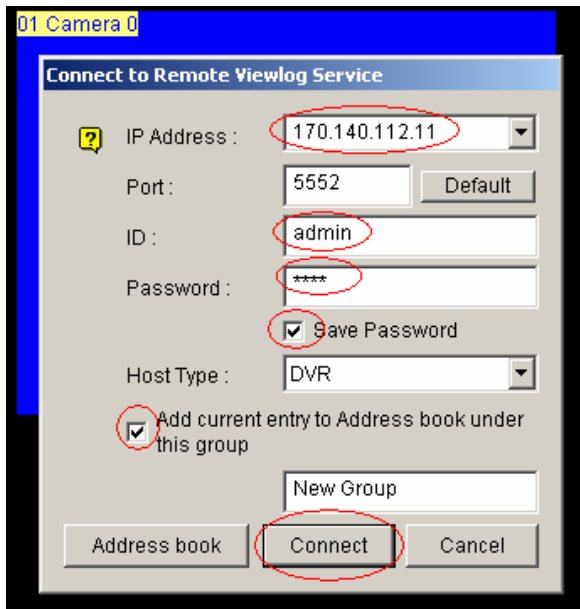 01 Camera 0
Connect to Remote Viewlog Service
IP Address :
170.140.112.11
Port :
5552
Default
ID :
admin
Password :
****
Save Password
Host Type :
DVR
Add current entry to Address book under
this group
New Group
Address book
Connect
Cancel